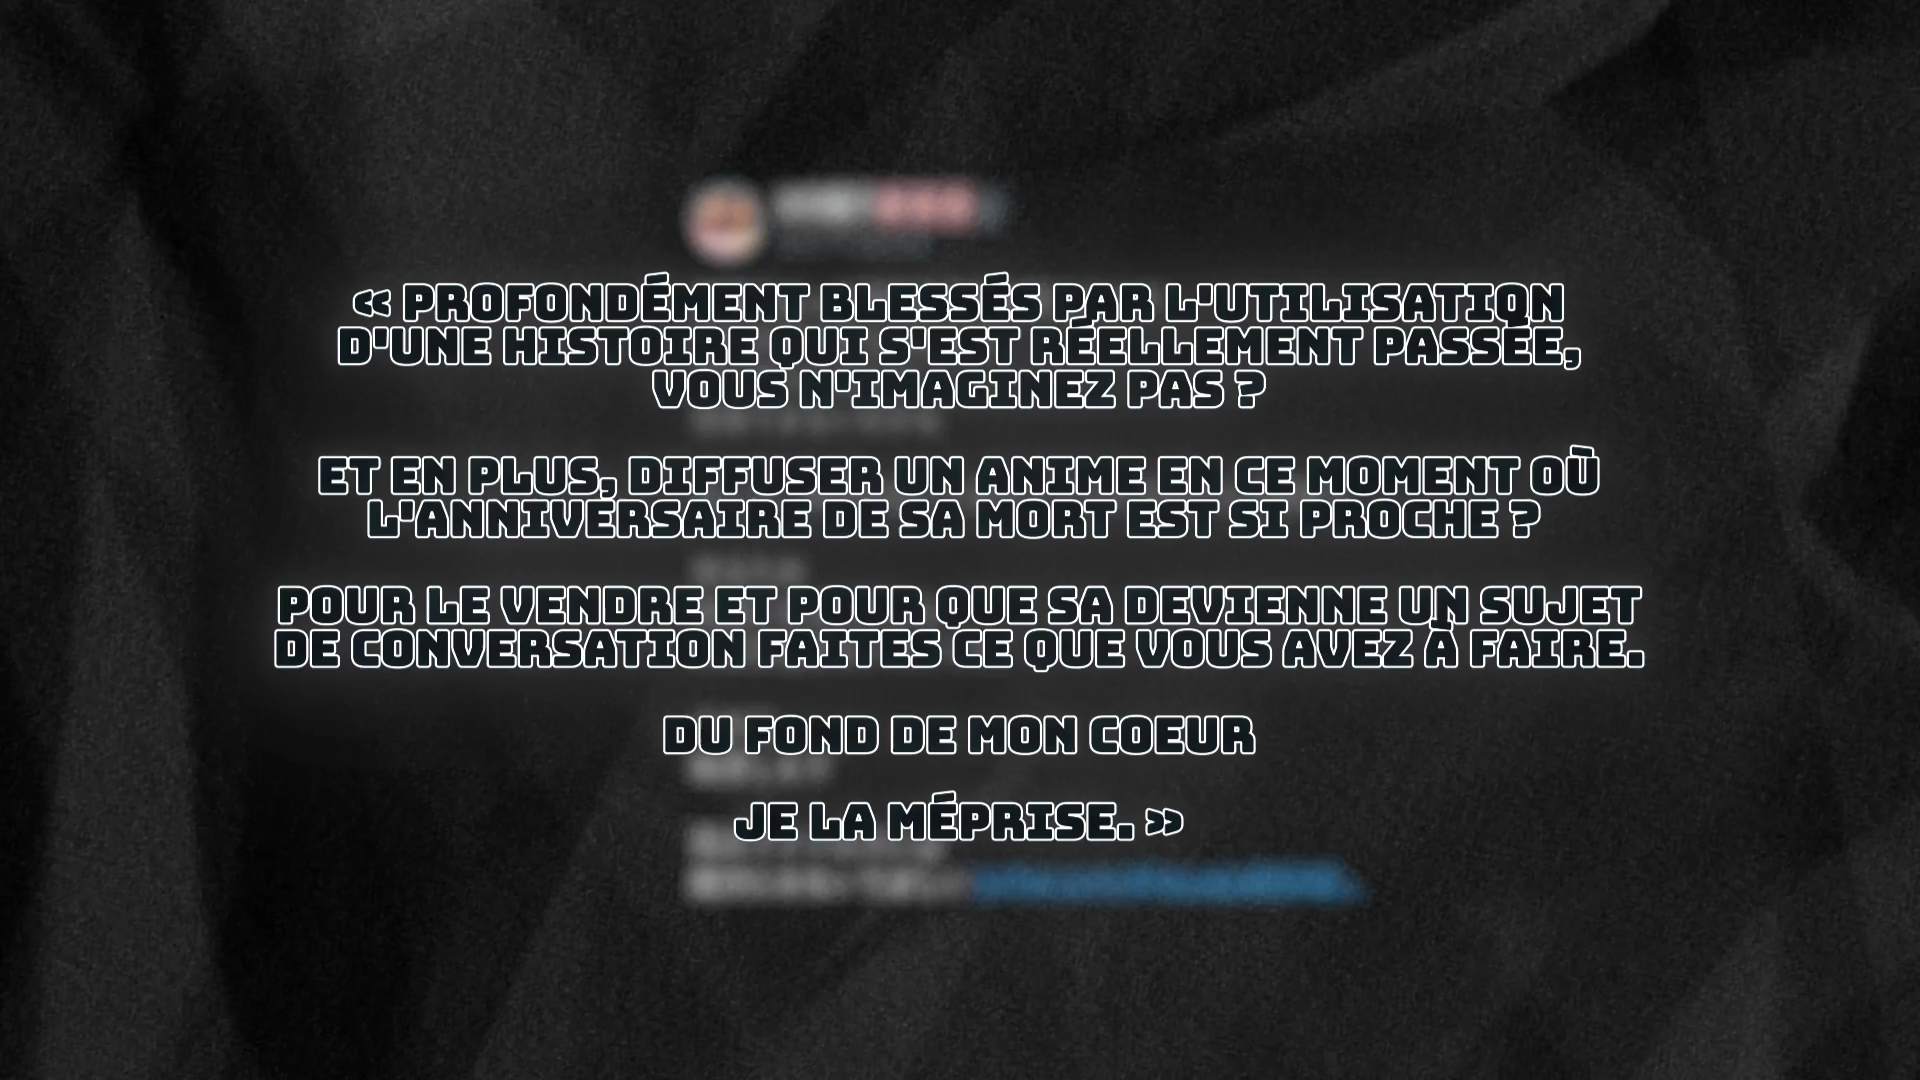 « PROFONDÉMENT BLESSÉS PAR L'UTILISATION
D'UNE HISTOIRE QUI S'EST RÉELLEMENT PASSÉE,
VOUS N'IMAGINEZ PAS ?
ET EN PLUS, DIFFUSER UN ANIME EN CE MOMENT OÙ
L'ANNIVERSAIRE DE SA MORT EST SI PROCHE ?
POUR LE VENDRE ET POUR QUE SA DEVIENNE UN SUJET
DE CONVERSATION FAITES CE QUE VOUS AVEZ À FAIRE.
DU FOND DE MON COEUR
JE LA MÉPRISE. »